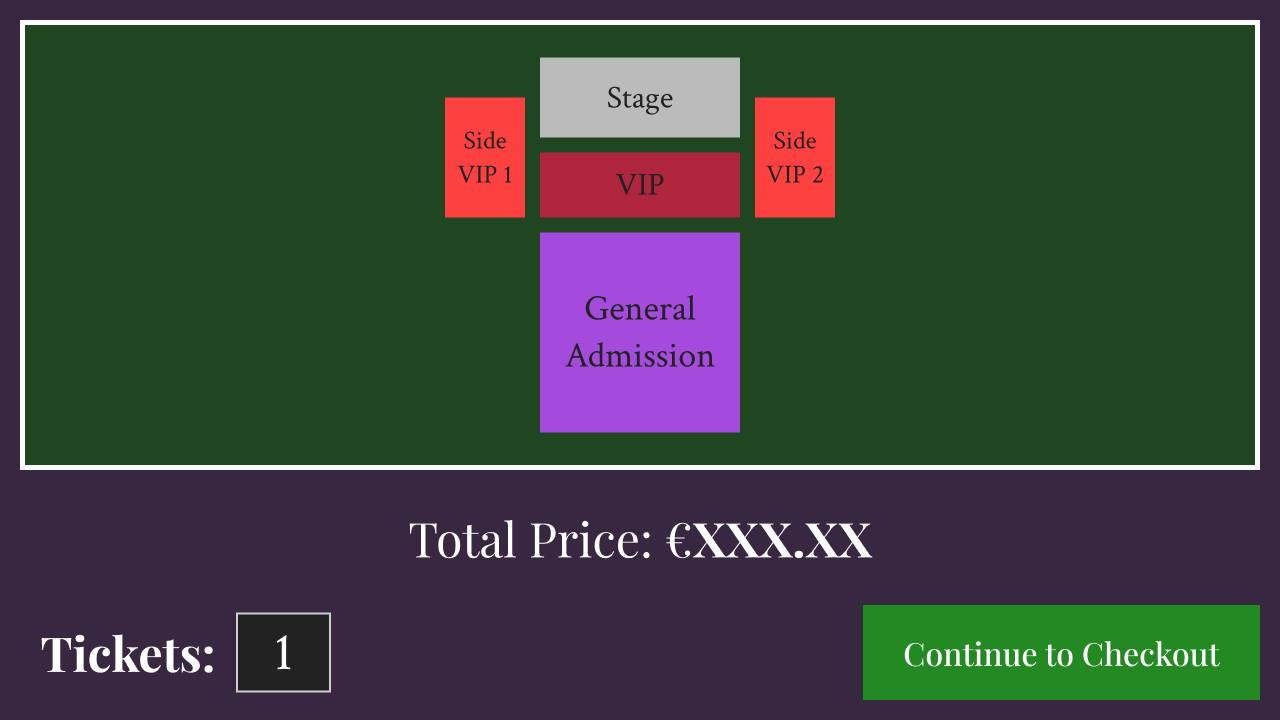 Stage
Side
VIP 1
VIP
Side
VIP 2
General
Admission
Total Price: €XXX.XX
Tickets: 1
Continue to Checkout